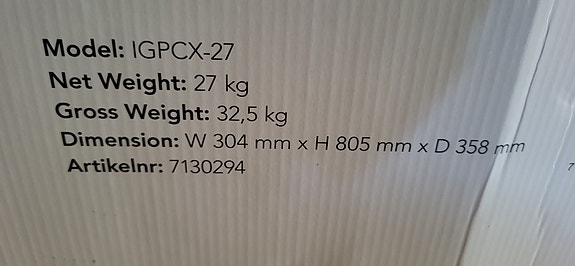 Model: IGPCX-27
Net Weight: 27 kg
Gross Weight: 32,5 kg
Dimension: W 304 mm x H 805 mm x D 358 mm
Artikelnr: 7130294